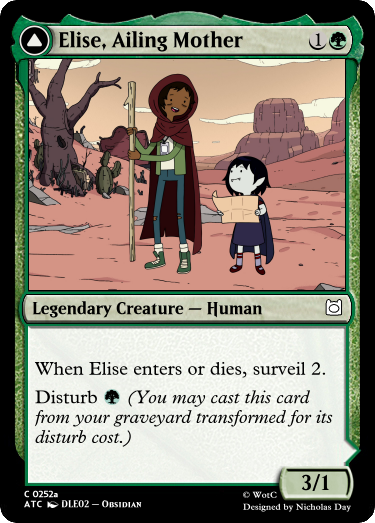 Elise, Ailing Mother 1
Legendary Creature — Human
When Elise enters or dies, surveil 2.
Disturb (You may cast this card
from your graveyard transformed for its
disturb cost.)
3/1
C 0252a
ATC DLE02 – Obsidian
© WotC
Designed by Nicholas Day